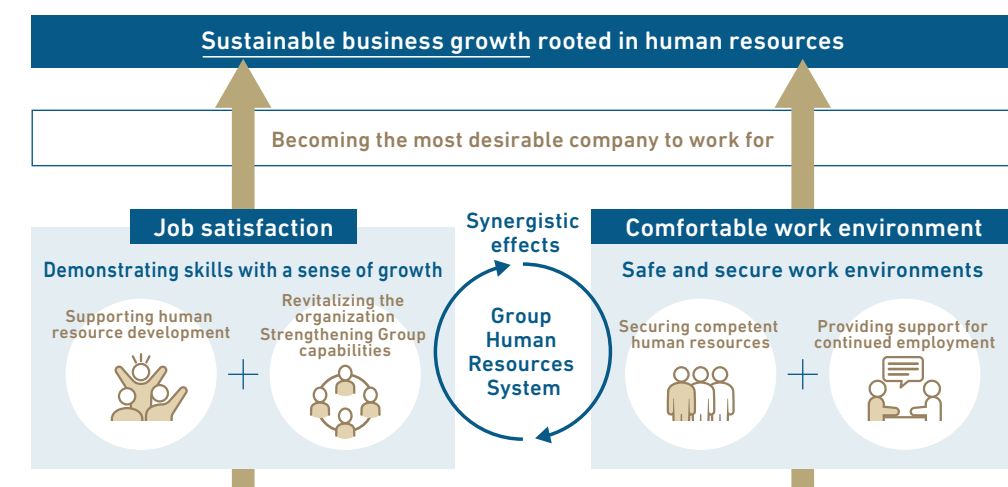 Sustainable business growth rooted in human resources
Becoming the most desirable company to work for
Job satisfaction
Demonstrating skills with a sense of growth
Supporting human
resource development
Revitalizing the
organization
Strengthening Group
capabilities
Synergistic
effects
Group
Human
Resources
System
Comfortable work environment
Safe and secure work environments
Securing competent
human resources
Providing support for
continued employment